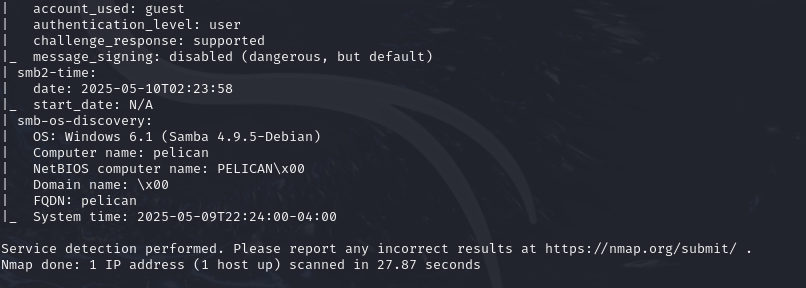 |   account_used: guest
|   authentication_level: user
|   challenge_response: supported
|_  message_signing: disabled (dangerous, but default)
| smb2-time:
|   date: 2025-05-10T02:23:58
|_  start_date: N/A
| smb-os-discovery:
|   OS: Windows 6.1 (Samba 4.9.5-Debian)
|   Computer name: pelican
|   NetBIOS computer name: PELICAN\x00
|   Domain name: \x00
|   FQDN: pelican
|_  System time: 2025-05-09T22:24:00-04:00

Service detection performed. Please report any incorrect results at https://nmap.org/submit/ .
Nmap done: 1 IP address (1 host up) scanned in 27.87 seconds